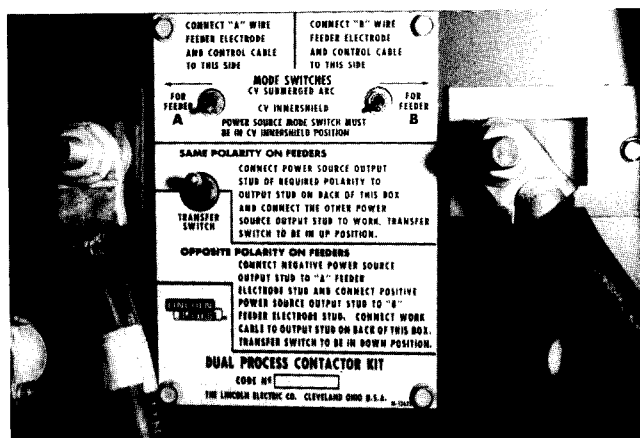 CONNECT "A" WIRE
FEEDER ELECTRODE
AND CONTROL CABLE
TO THIS SIDE
CONNECT "B" WIRE
FEEDER ELECTRODE
AND CONTROL CABLE
TO THIS SIDE
MODE SWITCHES
CV SUBMERGED ARC
FOR
FEEDER
A
CV INNERSHIELD
FOR
FEEDER
B
POWER SOURCE MODE SWITCH MUST
BE IN CV INNERSHIELD POSITION
SAME POLARITY ON FEEDERS
TRANSFER
SWITCH
CONNECT POWER SOURCE OUTPUT
STUD OF REQUIRED POLARITY TO
OUTPUT STUD ON BACK OF THIS BOX
AND CONNECT THE OTHER POWER
SOURCE OUTPUT STUD TO WORK. TRANSFER
SWITCH TO BE IN UP POSITION.
OPPOSITE POLARITY ON FEEDERS
CONNECT NEGATIVE POWER SOURCE
OUTPUT STUD TO "A" FEEDER
ELECTRODE STUD AND CONNECT POSITIVE
POWER SOURCE OUTPUT STUD TO "B"
FEEDER ELECTRODE STUD. CONNECT WORK
CABLE TO OUTPUT STUD ON BACK OF THIS BOX.
TRANSFER SWITCH TO BE IN DOWN POSITION.
LINCOLN
ELECTRIC
DUAL PROCESS CONTACTOR KIT
CODE Nº
THE LINCOLN ELECTRIC CO. CLEVELAND OHIO U.S.A.